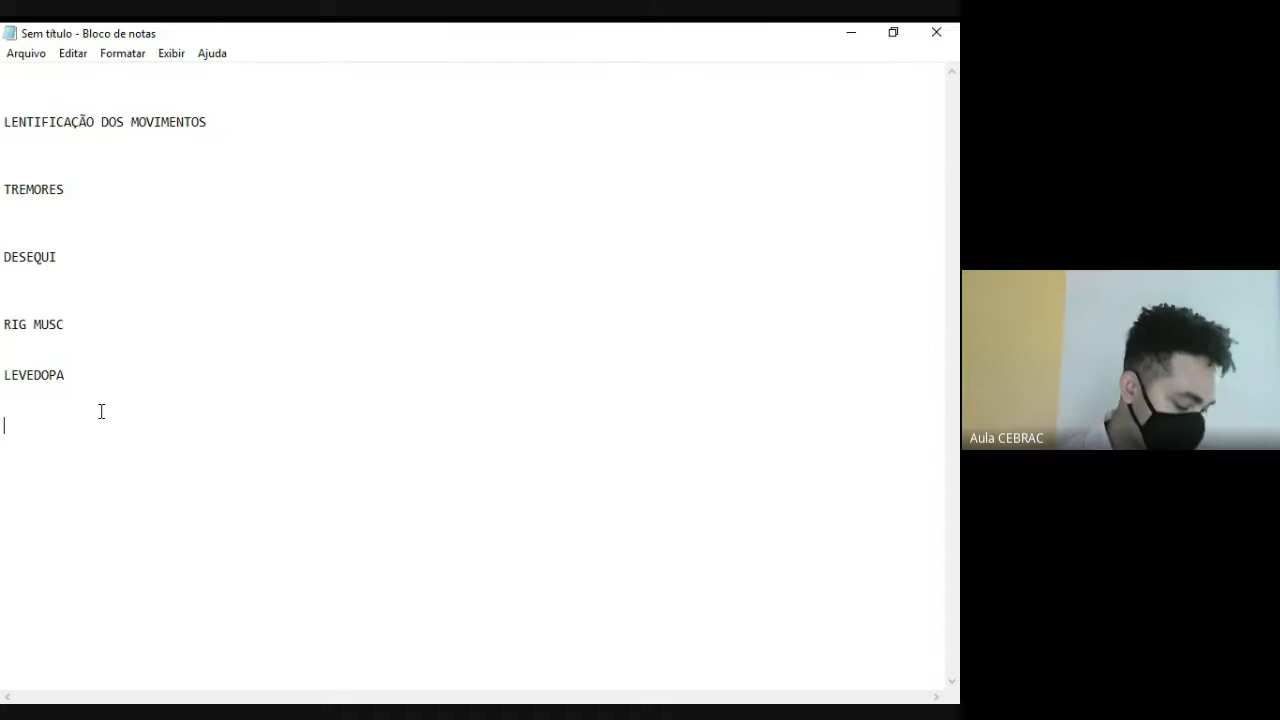 Sem título - Bloco de notas
Arquivo Editar Formatar Exibir Ajuda
LENTIFICAÇÃO DOS MOVIMENTOS
TREMORES
DESEQUI
RIG MUSC
LEVEDOPA
Aula CEBRAC